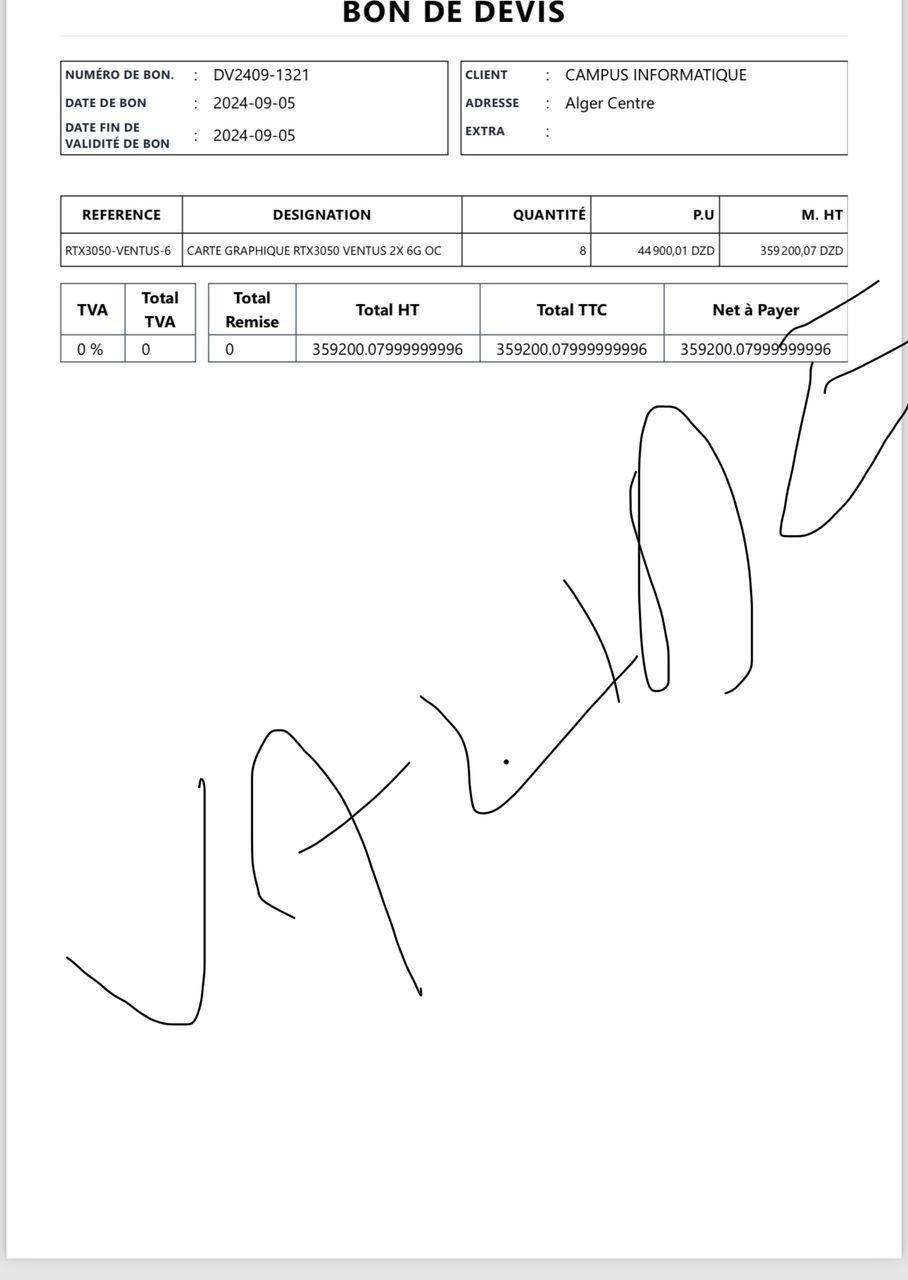 BON DE DEVIS
NUMÉRO DE BON. : DV2409-1321
DATE DE BON : 2024-09-05
DATE FIN DE VALIDITÉ DE BON : 2024-09-05
CLIENT : CAMPUS INFORMATIQUE
ADRESSE : Alger Centre
EXTRA :
REFERENCE DESIGNATION QUANTITÉ P.U M. HT
RTX3050-VENTUS-6 CARTE GRAPHIQUE RTX3050 VENTUS 2X 6G OC 8 44 900,01 DZD 359 200,07 DZD
TVA Total TVA Total Remise Total HT Total TTC Net à Payer
0 % 0 0 359200.07999999996 359200.07999999996 359200.07999999996